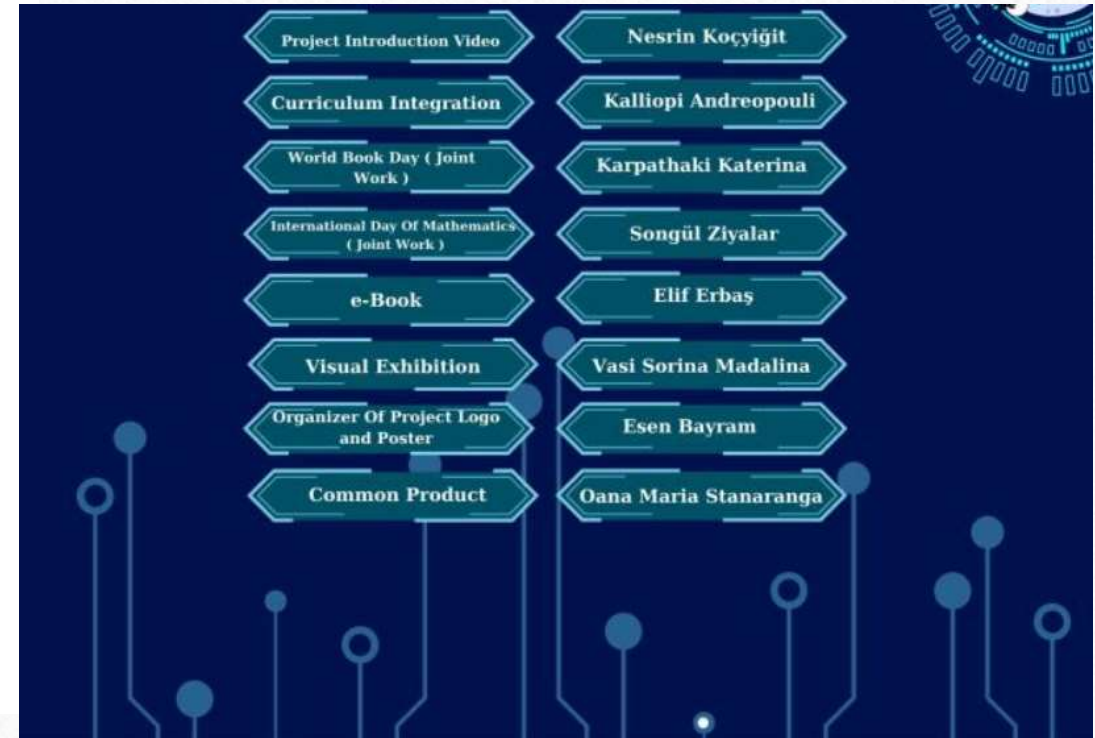 Project Introduction Video
Nesrin Koçyiğit
Curriculum Integration
Kalliopi Andreopouli
World Book Day ( Joint
Work )
Karpathaki Katerina
International Day Of Mathematics
( Joint Work )
Songül Ziyalar
e-Book
Elif Erbaş
Visual Exhibition
Vasi Sorina Madalina
Organizer Of Project Logo
and Poster
Esen Bayram
Common Product
Oana Maria Stanaranga